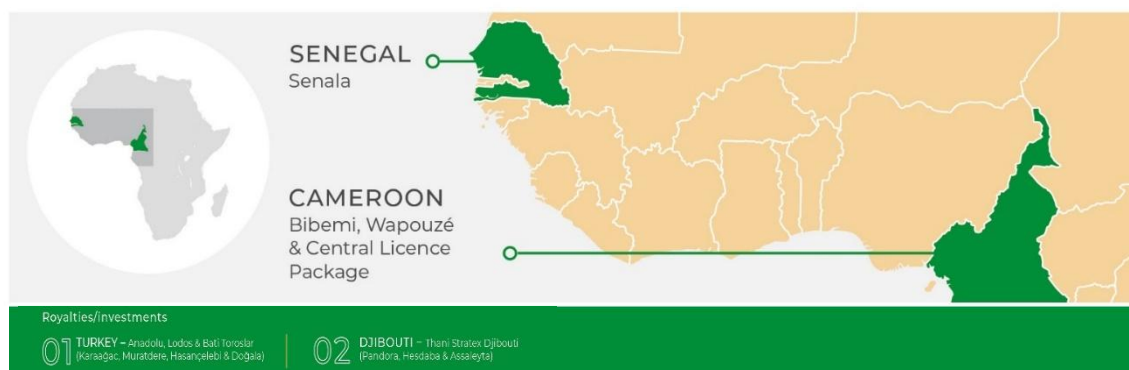 SENEGAL
Senala
CAMEROON
Bibemi, Wapouzé
& Central Licence
Package
Royalties/investments
01 TURKEY – Anadolu, Lodos & Bati Toroslar
(Karaağaç, Muratdere, Hasançelebi & Doğala)
02 DJIBOUTI – Thani Stratex Djibouti
(Pandora, Hesdaba & Assaleyta)